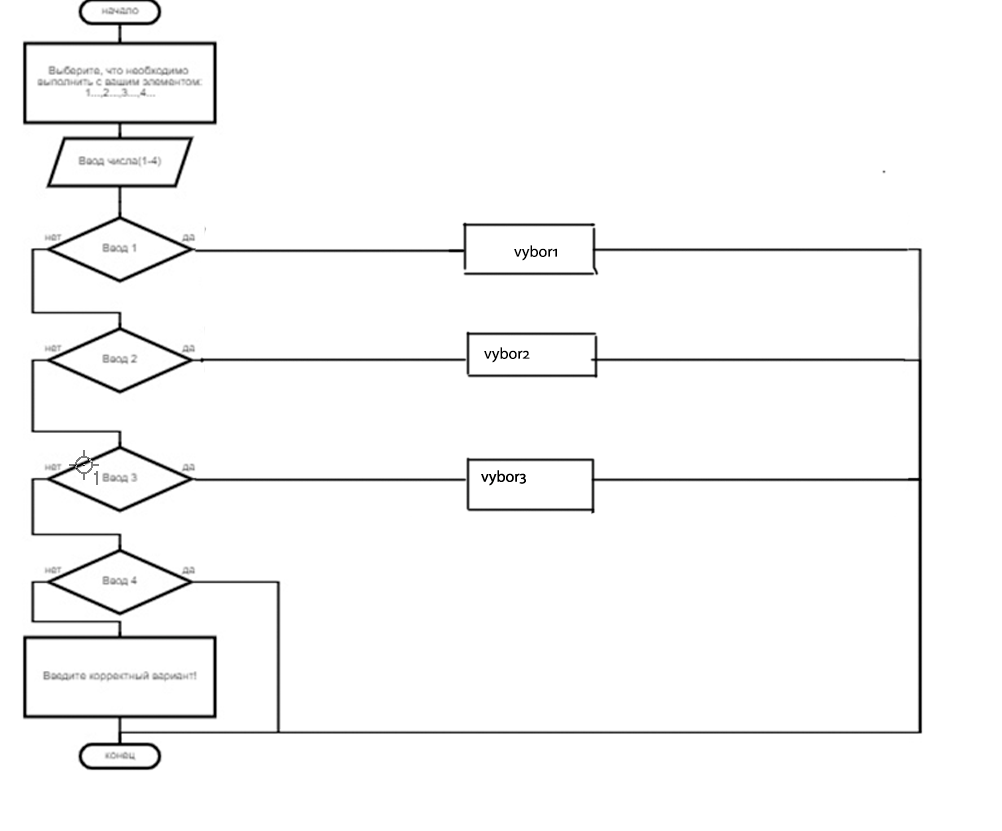 начало
Выберите, что необходимо
выполнить с вашим элементом:
1...,2...,3...,4...
Ввод числа(1-4)
нет
Ввод 1
да
vybor1
нет
Ввод 2
да
vybor2
нет
1
Ввод 3
да
vybor3
нет
Ввод 4
да
Введите корректный вариант!
конец